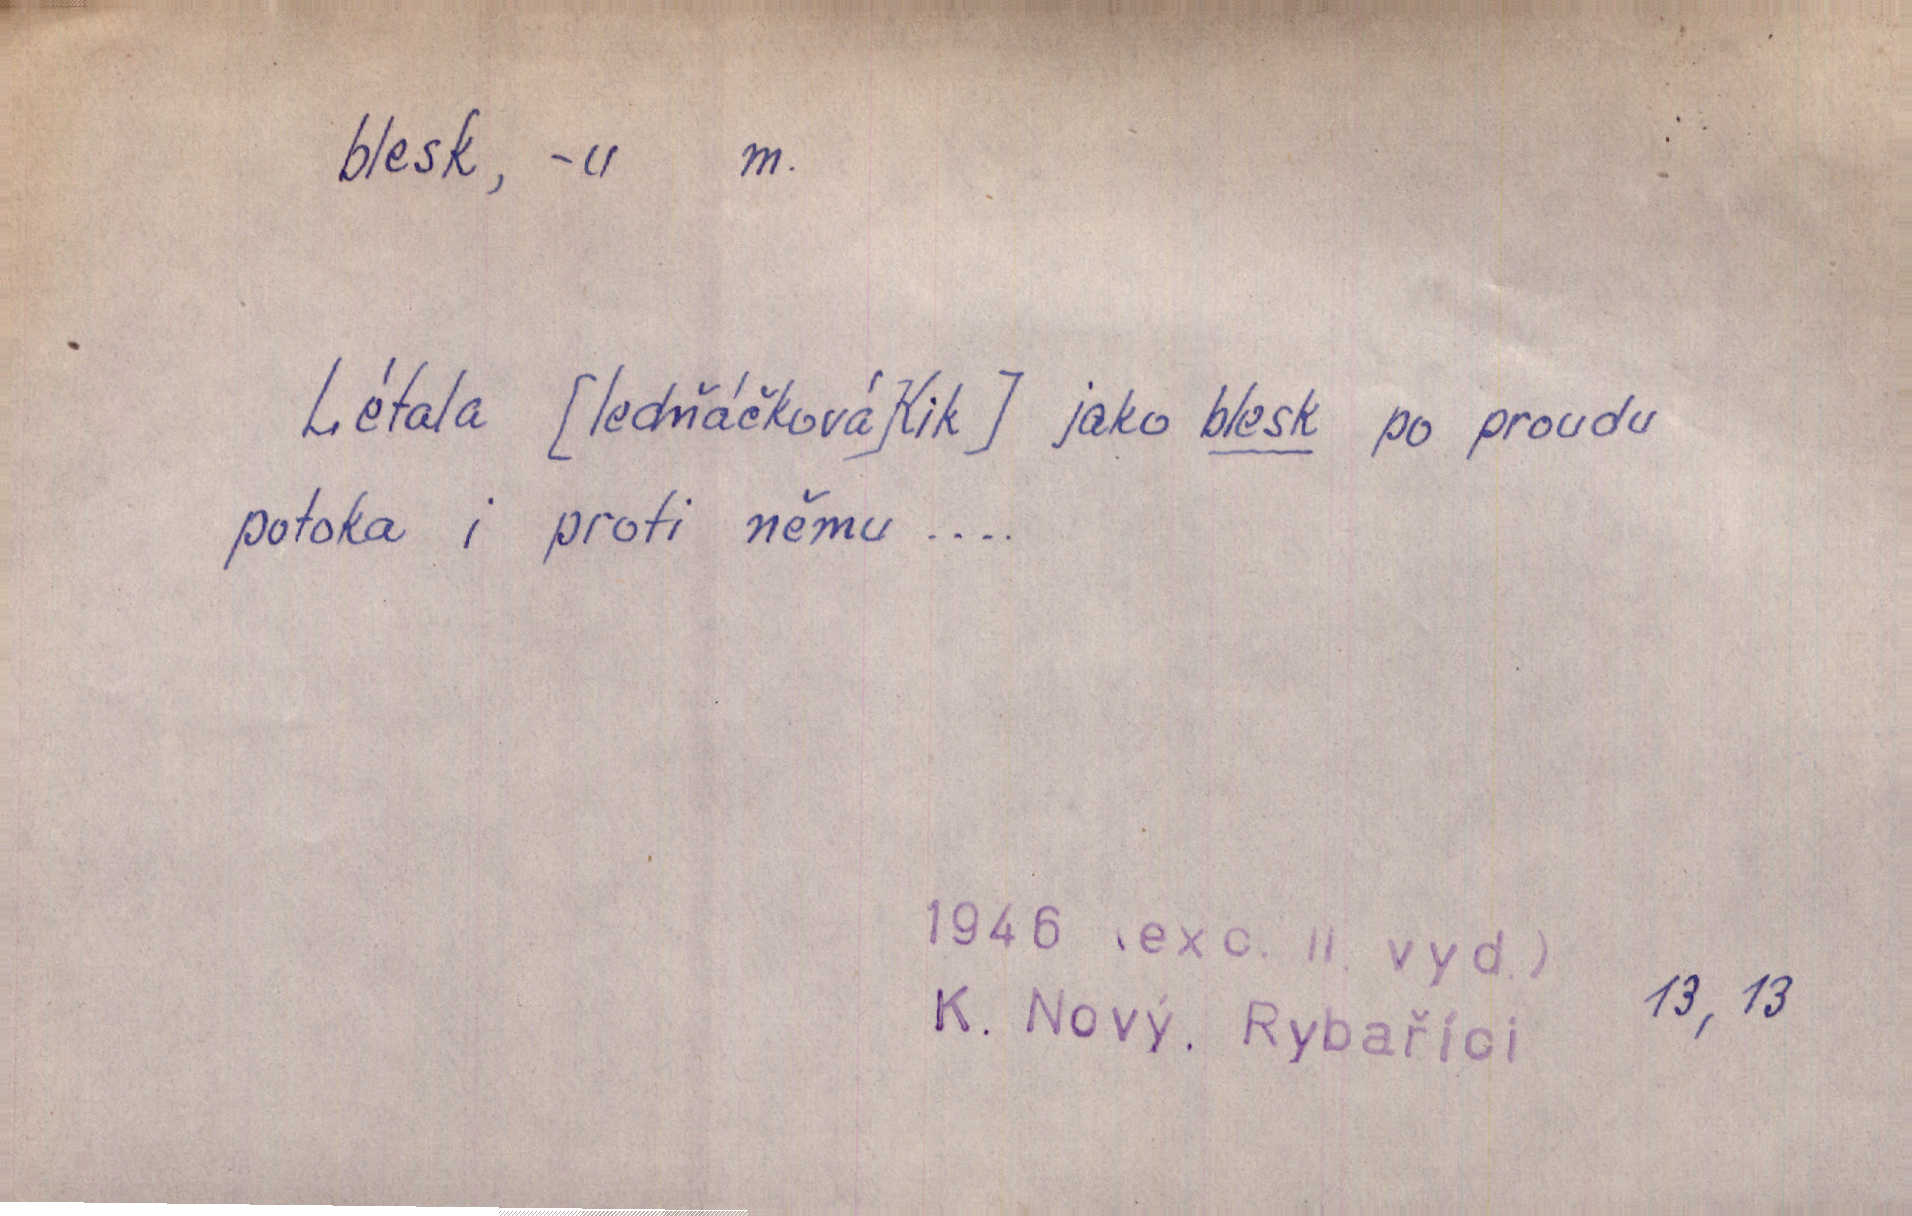 blesk, -u m.
Létala [ledňáčková]Kik] jako blesk po proudu
potoka i proti němu ....
1946 (exc. II. vyd.)
K. Nový. Rybaříci 13, 13